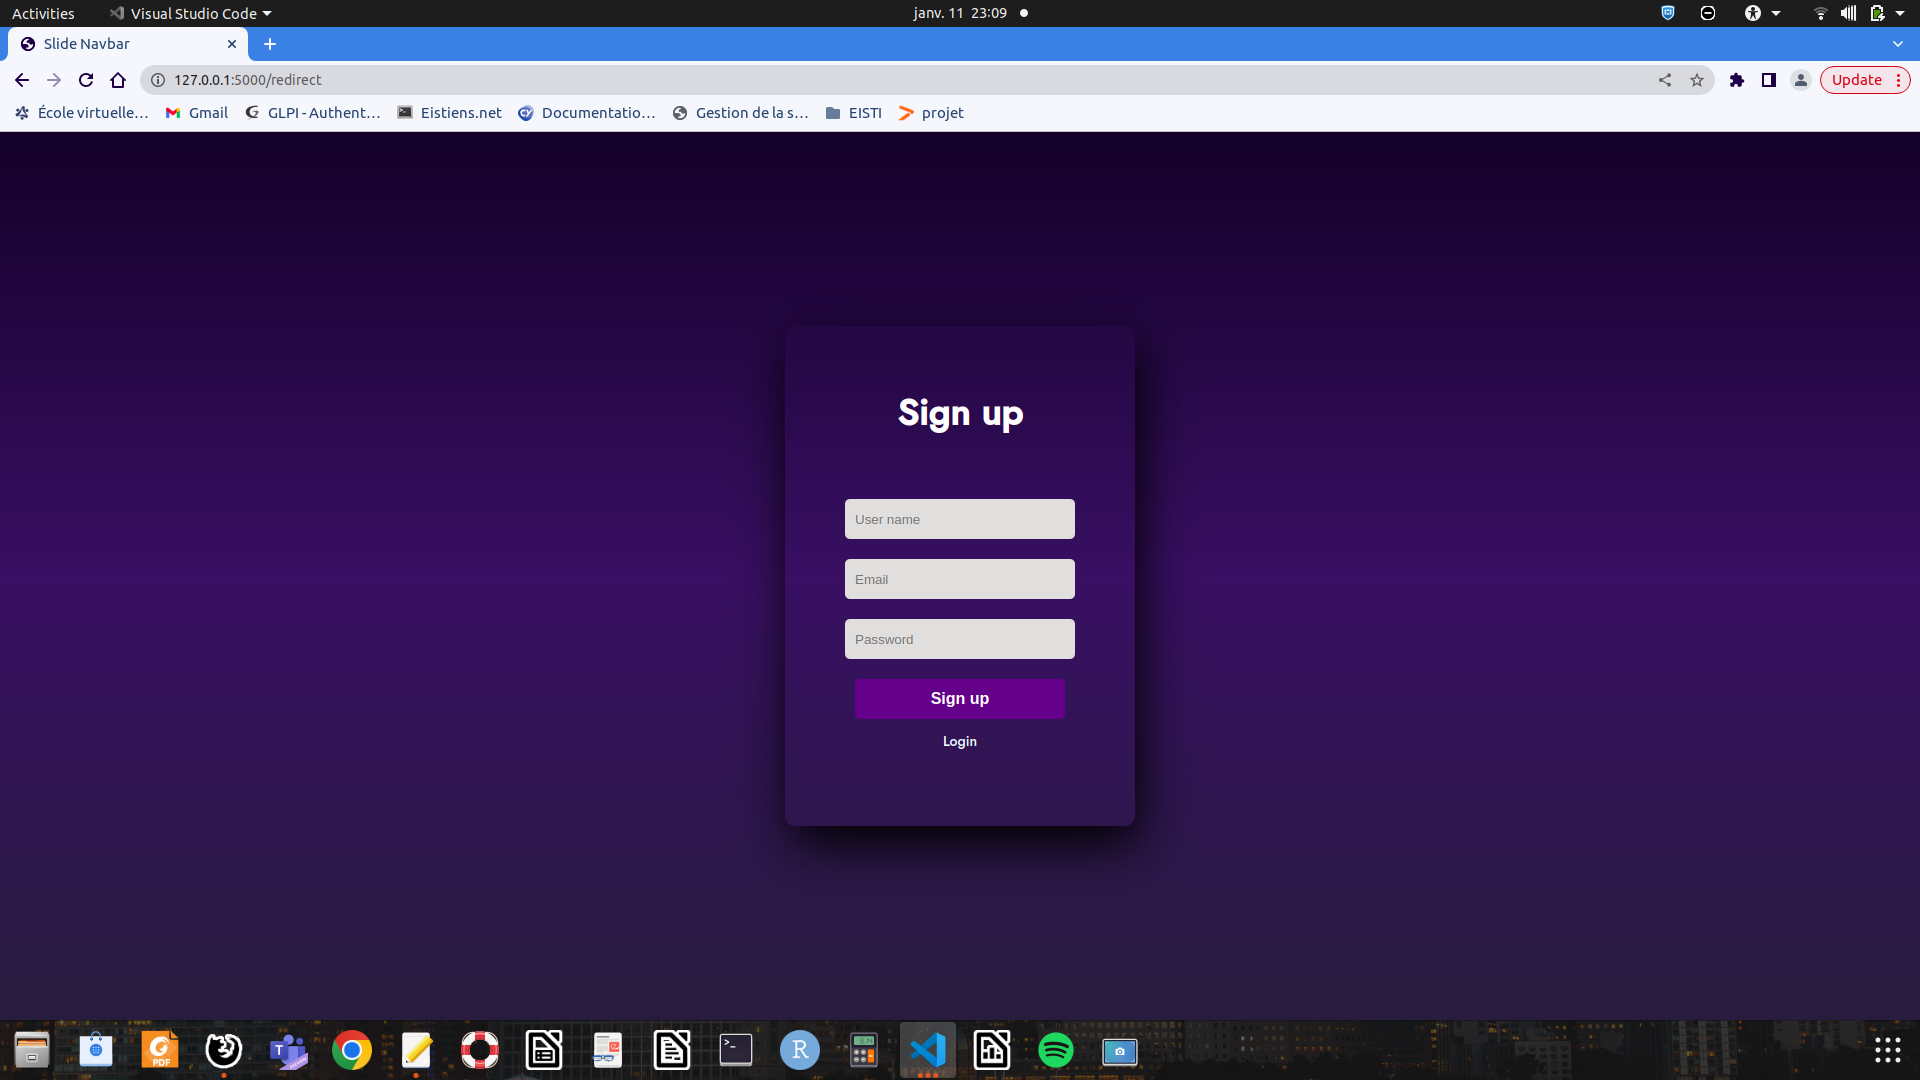 Activities Visual Studio Code janv. 11 23:09
Slide Navbar
127.0.0.1:5000/redirect Update
École virtuelle... Gmail GLPI - Authent... Eistiens.net Documentatio... Gestion de la s... EISTI projet
Sign up
User name
Email
Password
Sign up
Login
PDF T >_ R